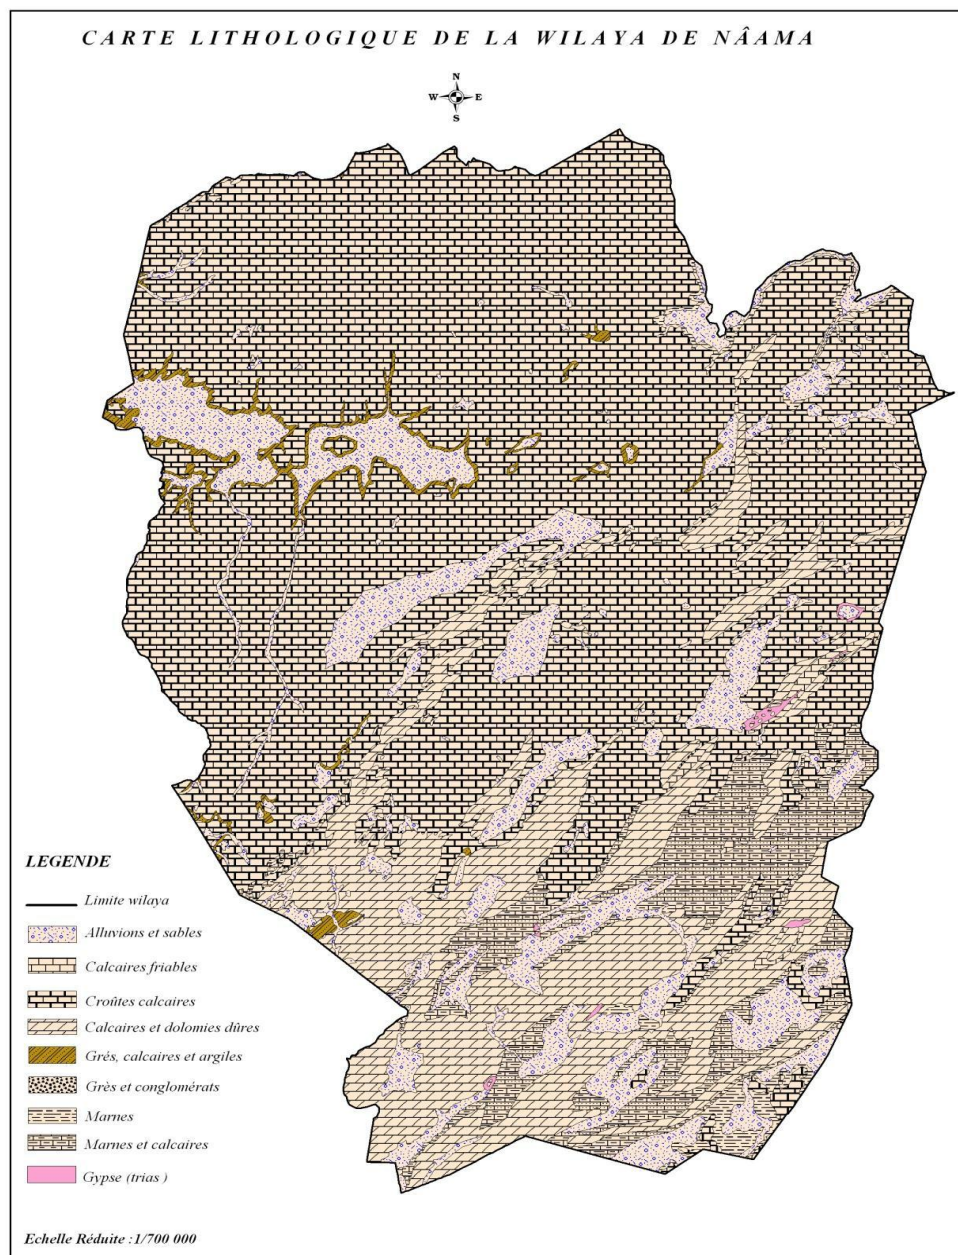 CARTE LITHOLOGIQUE DE LA WILAYA DE NÂAMA
N
W E
S
LEGENDE
Limite wilaya
Alluvions et sables
Calcaires friables
Croûtes calcaires
Calcaires et dolomies dûres
Grés, calcaires et argiles
Grès et conglomérats
Marnes
Marnes et calcaires
Gypse (trias )
Echelle Réduite :1/700 000